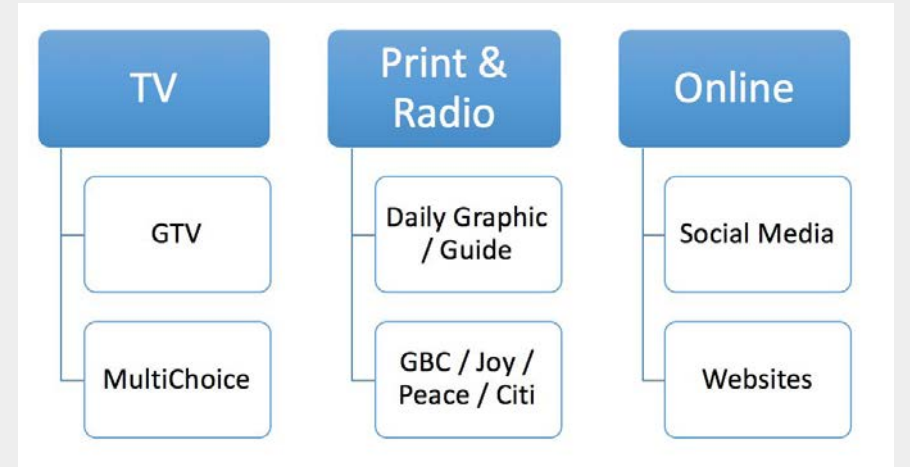 TV
GTV
MultiChoice
Print &
Radio
Daily Graphic
/ Guide
GBC / Joy /
Peace / Citi
Online
Social Media
Websites